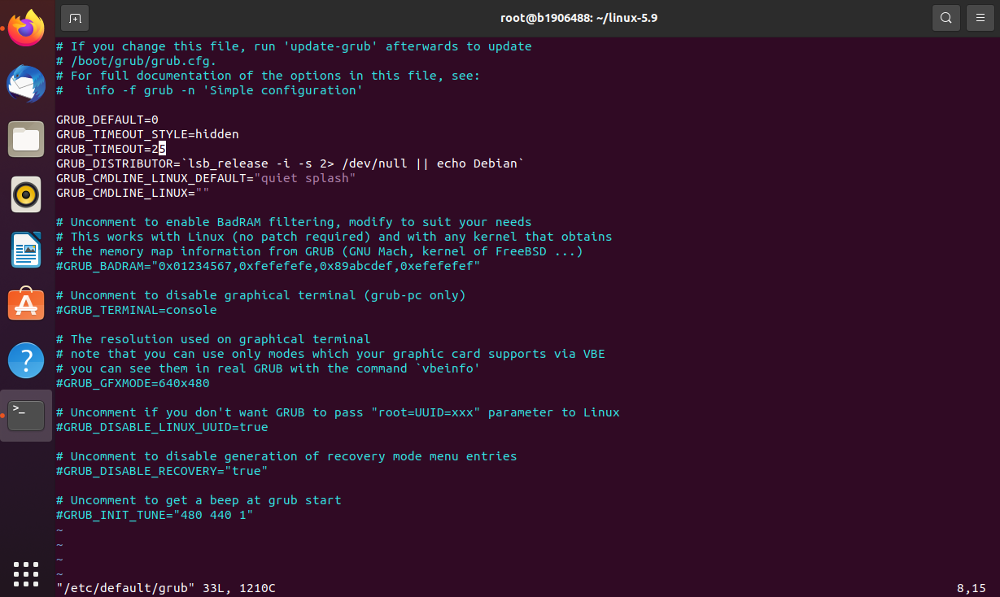 root@b1906488: ~/linux-5.9
# If you change this file, run 'update-grub' afterwards to update
# /boot/grub/grub.cfg.
# For full documentation of the options in this file, see:
#   info -f grub -n 'Simple configuration'
GRUB_DEFAULT=0
GRUB_TIMEOUT_STYLE=hidden
GRUB_TIMEOUT=25
GRUB_DISTRIBUTOR=`lsb_release -i -s 2> /dev/null || echo Debian`
GRUB_CMDLINE_LINUX_DEFAULT="quiet splash"
GRUB_CMDLINE_LINUX=""
# Uncomment to enable BadRAM filtering, modify to suit your needs
# This works with Linux (no patch required) and with any kernel that obtains
# the memory map information from GRUB (GNU Mach, kernel of FreeBSD ...)
#GRUB_BADRAM="0x01234567,0xfefefefe,0x89abcdef,0xefefefef"
# Uncomment to disable graphical terminal (grub-pc only)
#GRUB_TERMINAL=console
# The resolution used on graphical terminal
# note that you can use only modes which your graphic card supports via VBE
# you can see them in real GRUB with the command `vbeinfo'
#GRUB_GFXMODE=640x480
# Uncomment if you don't want GRUB to pass "root=UUID=xxx" parameter to Linux
#GRUB_DISABLE_LINUX_UUID=true
# Uncomment to disable generation of recovery mode menu entries
#GRUB_DISABLE_RECOVERY="true"
# Uncomment to get a beep at grub start
#GRUB_INIT_TUNE="480 440 1"
~
~
~
~
"/etc/default/grub" 33L, 1210C 8,15